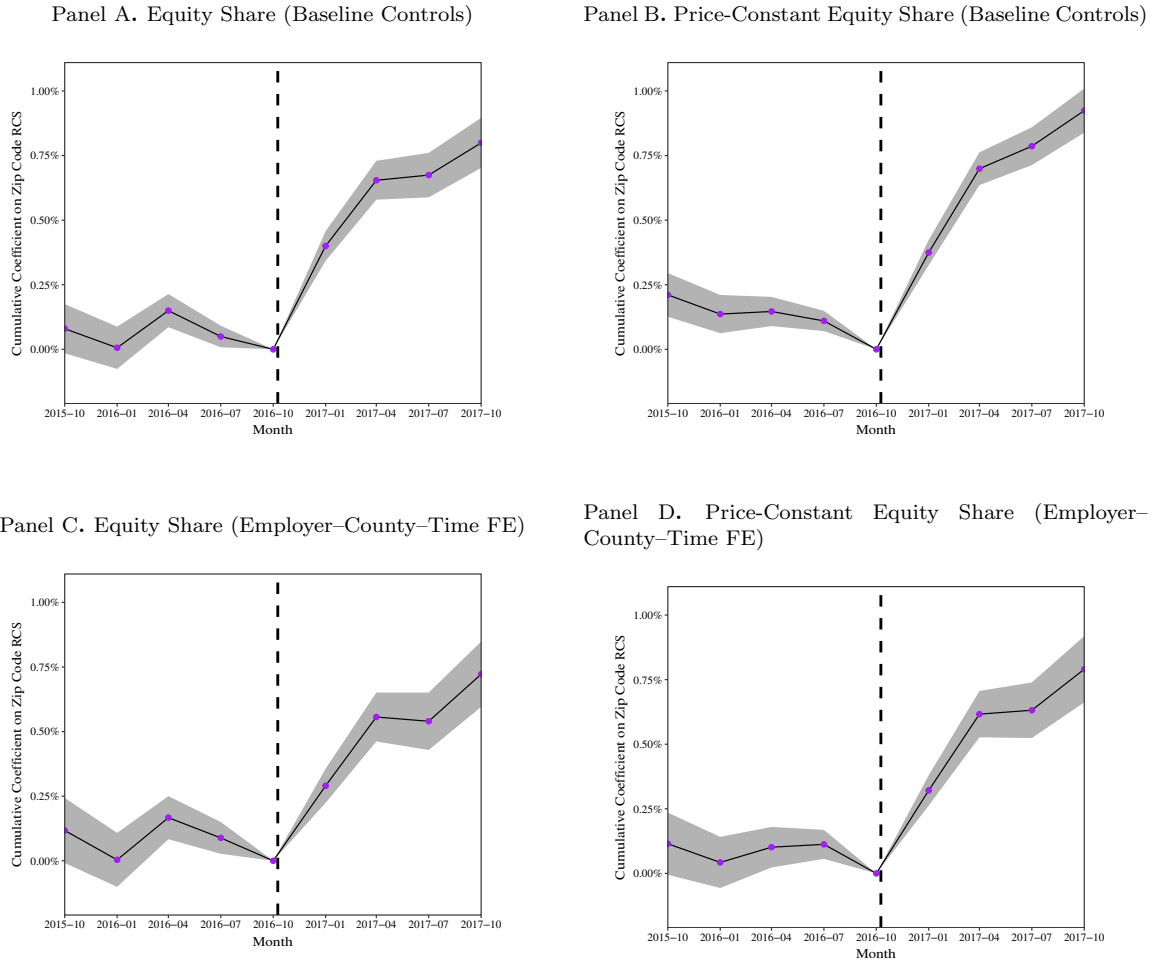 Panel A. Equity Share (Baseline Controls)
Cumulative Coefficient on Zip Code RCS
1.00%
0.75%
0.50%
0.25%
0.00%
2015–10 2016–01 2016–04 2016–07 2016–10 2017–01 2017–04 2017–07 2017–10
Month
Panel B. Price-Constant Equity Share (Baseline Controls)
Cumulative Coefficient on Zip Code RCS
1.00%
0.75%
0.50%
0.25%
0.00%
2015–10 2016–01 2016–04 2016–07 2016–10 2017–01 2017–04 2017–07 2017–10
Month
Panel C. Equity Share (Employer–County–Time FE)
Cumulative Coefficient on Zip Code RCS
1.00%
0.75%
0.50%
0.25%
0.00%
2015–10 2016–01 2016–04 2016–07 2016–10 2017–01 2017–04 2017–07 2017–10
Month
Panel D. Price-Constant Equity Share (Employer–
County–Time FE)
Cumulative Coefficient on Zip Code RCS
1.00%
0.75%
0.50%
0.25%
0.00%
2015–10 2016–01 2016–04 2016–07 2016–10 2017–01 2017–04 2017–07 2017–10
Month